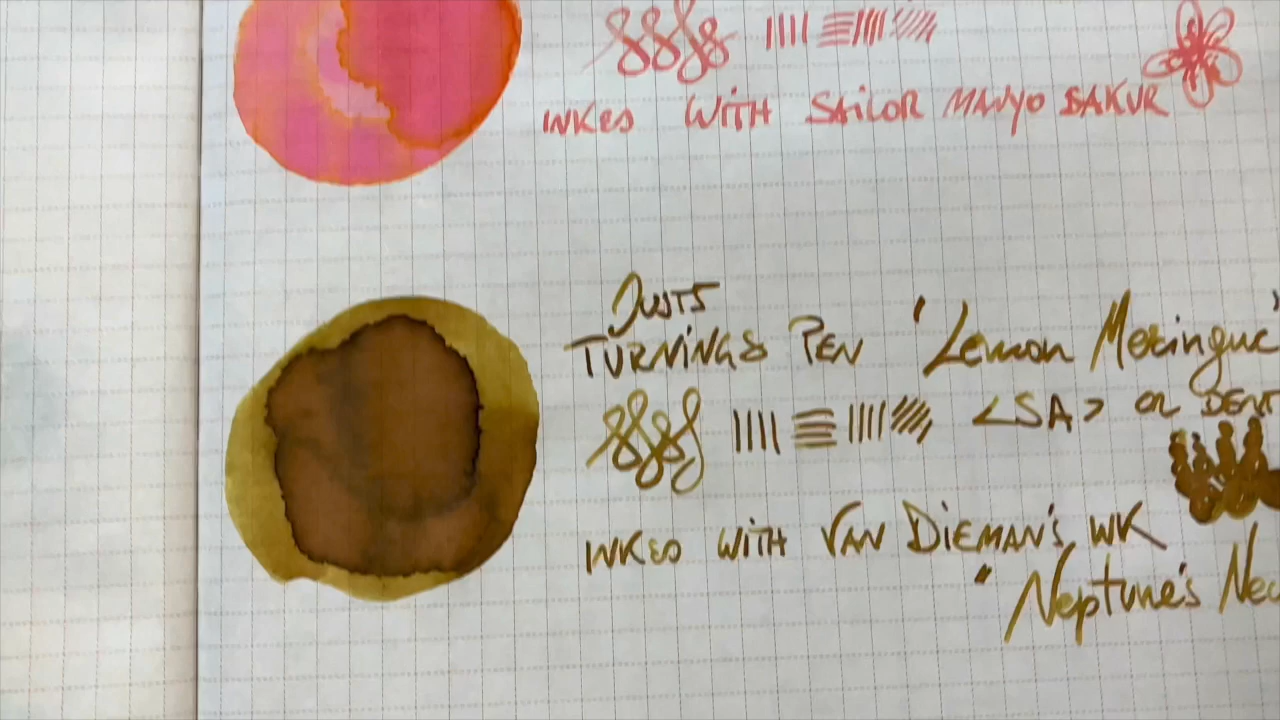 INKED WITH SAILOR MANYO SAKUR
JUSTS
TURNINGS PEN "Lemon Meringue"
<SA> OR DENT
INKED WITH VAN DIEMAN'S WK
"Neptune's Nec